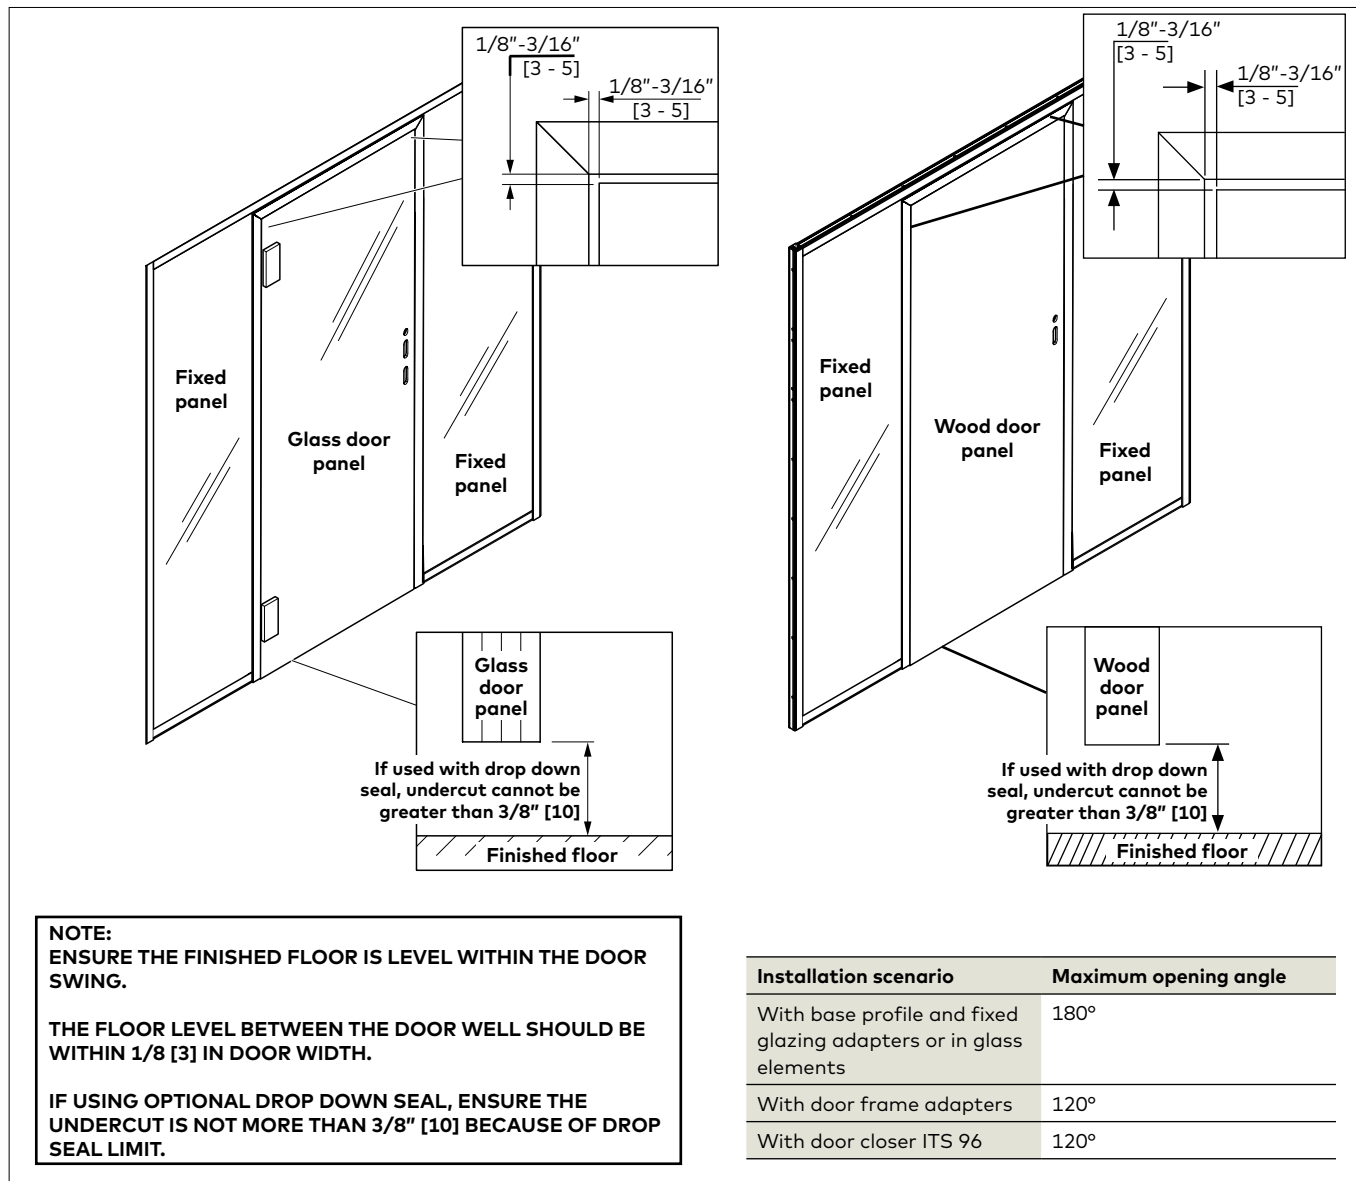 1/8"-3/16"
[3 - 5]
1/8"-3/16"
[3 - 5]
Fixed
panel
Glass door
panel
Fixed
panel
Glass
door
panel
If used with drop down
seal, undercut cannot be
greater than 3/8" [10]
Finished floor
1/8"-3/16"
[3 - 5]
1/8"-3/16"
[3 - 5]
Fixed
panel
Wood door
panel
Fixed
panel
Wood
door
panel
If used with drop down
seal, undercut cannot be
greater than 3/8" [10]
Finished floor
NOTE:
ENSURE THE FINISHED FLOOR IS LEVEL WITHIN THE DOOR
SWING.
THE FLOOR LEVEL BETWEEN THE DOOR WELL SHOULD BE
WITHIN 1/8 [3] IN DOOR WIDTH.
IF USING OPTIONAL DROP DOWN SEAL, ENSURE THE
UNDERCUT IS NOT MORE THAN 3/8" [10] BECAUSE OF DROP
SEAL LIMIT.
Installation scenario Maximum opening angle
With base profile and fixed 180°
glazing adapters or in glass
elements
With door frame adapters 120°
With door closer ITS 96 120°